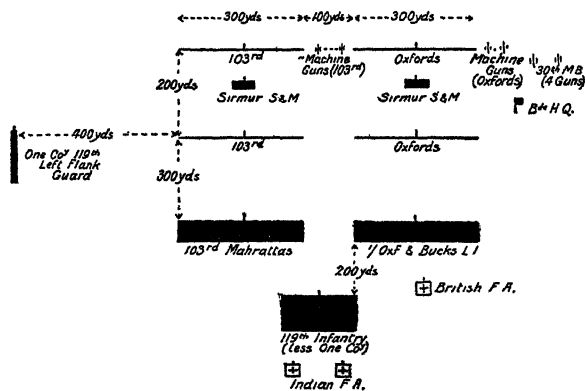 300yds 100yds 300yds
103rd
Machine Guns (103rd)
Oxfords
Machine Guns (Oxfords)
30th M B (4 Guns)
Sirmur S&M
Sirmur S&M
Bde H Q.
200yds
400yds
One Coy 119th
Left Flank
Guard
103rd
Oxfords
300yds
103rd Mahrattas
1/ Oxf & Bucks L I
200yds
British F A.
119th Infantry
(less One Coy)
Indian F A.